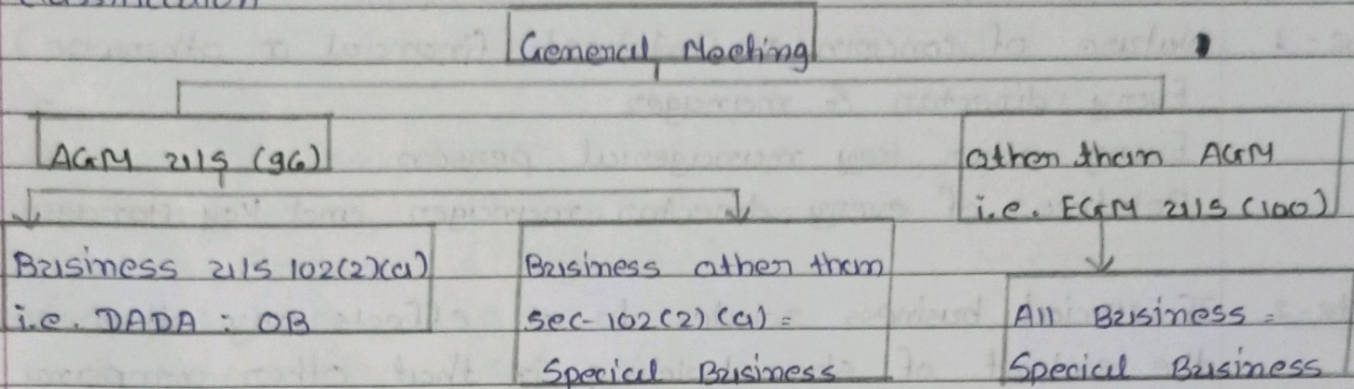 Classification
General Meeting
AGM u/s (96)
other than AGM
i.e. EGM u/s (100)
Business u/s 102(2)(a)
i.e. DADA = OB
Business other than
sec-102(2)(a) =
Special Business
All Business =
Special Business